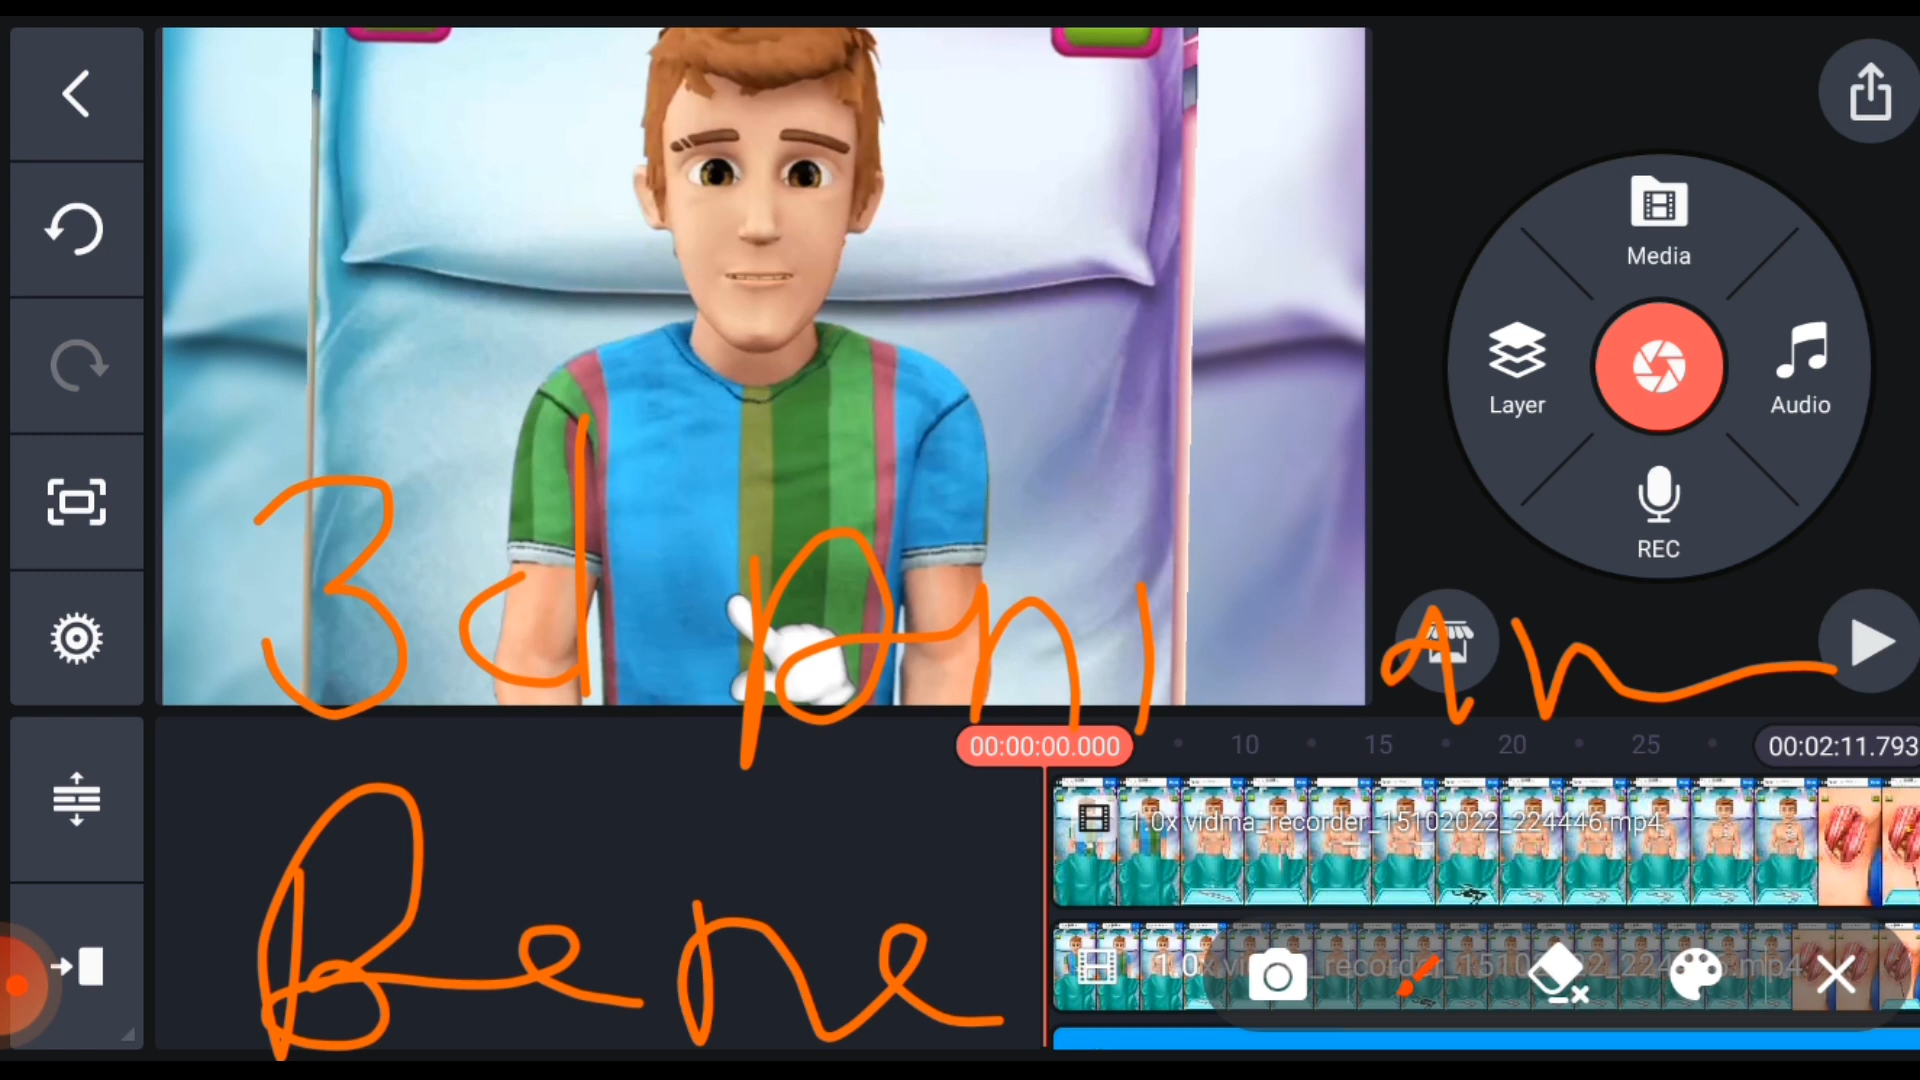 Media
Layer
Audio
REC
3d
00:00:00.000
10
15
20
25
00:02:11.793
1.0x vidma_recorder_15102022_224446.mp4
Bene